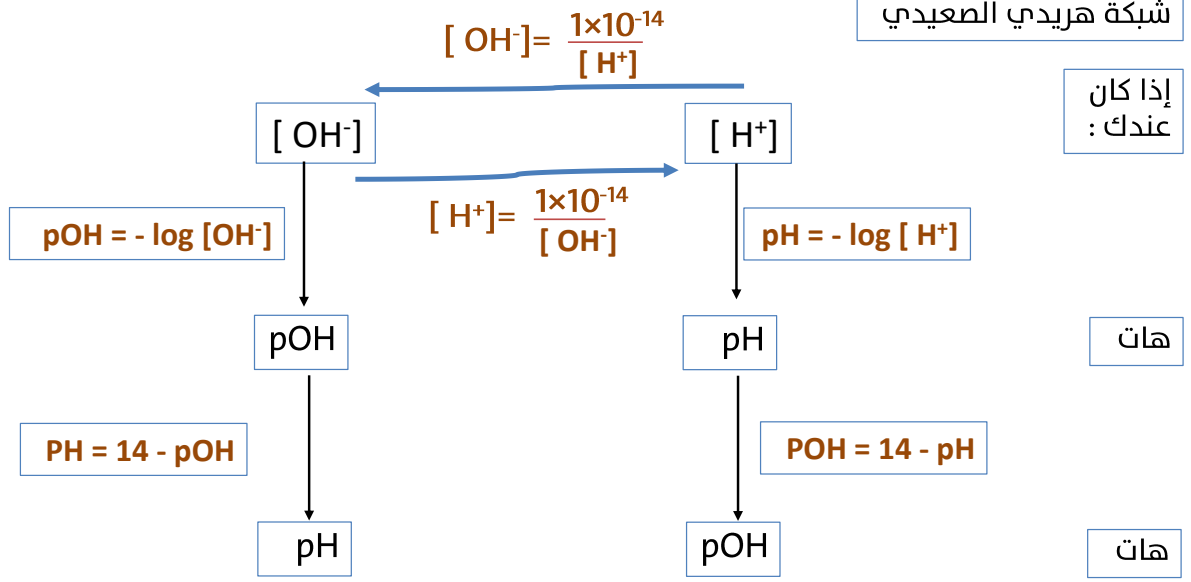 شبكة هريدي الصعيدي
[ OH⁻]= 1×10⁻¹⁴
[ H⁺]
إذا كان
عندك :
[ OH⁻]
[ H⁺]
[ H⁺]= 1×10⁻¹⁴
[ OH⁻]
pOH = - log [OH⁻]
pH = - log [ H⁺]
pOH
pH
هات
PH = 14 - pOH
POH = 14 - pH
pH
pOH
هات